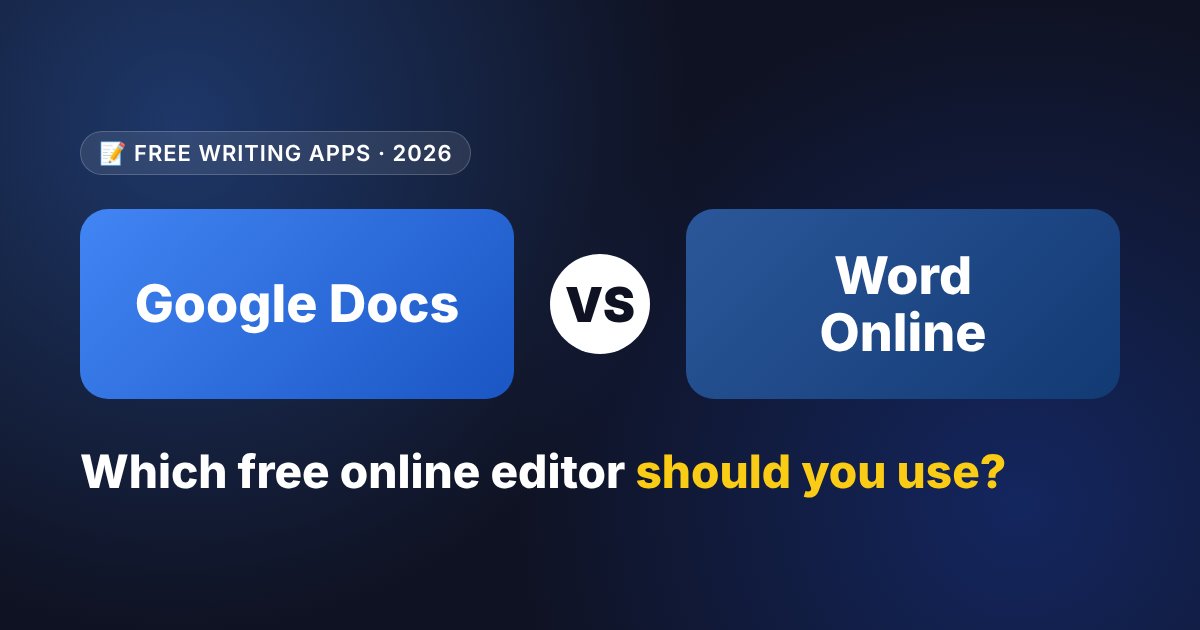 📝 FREE WRITING APPS · 2026
Google Docs
VS
Word
Online
Which free online editor should you use?